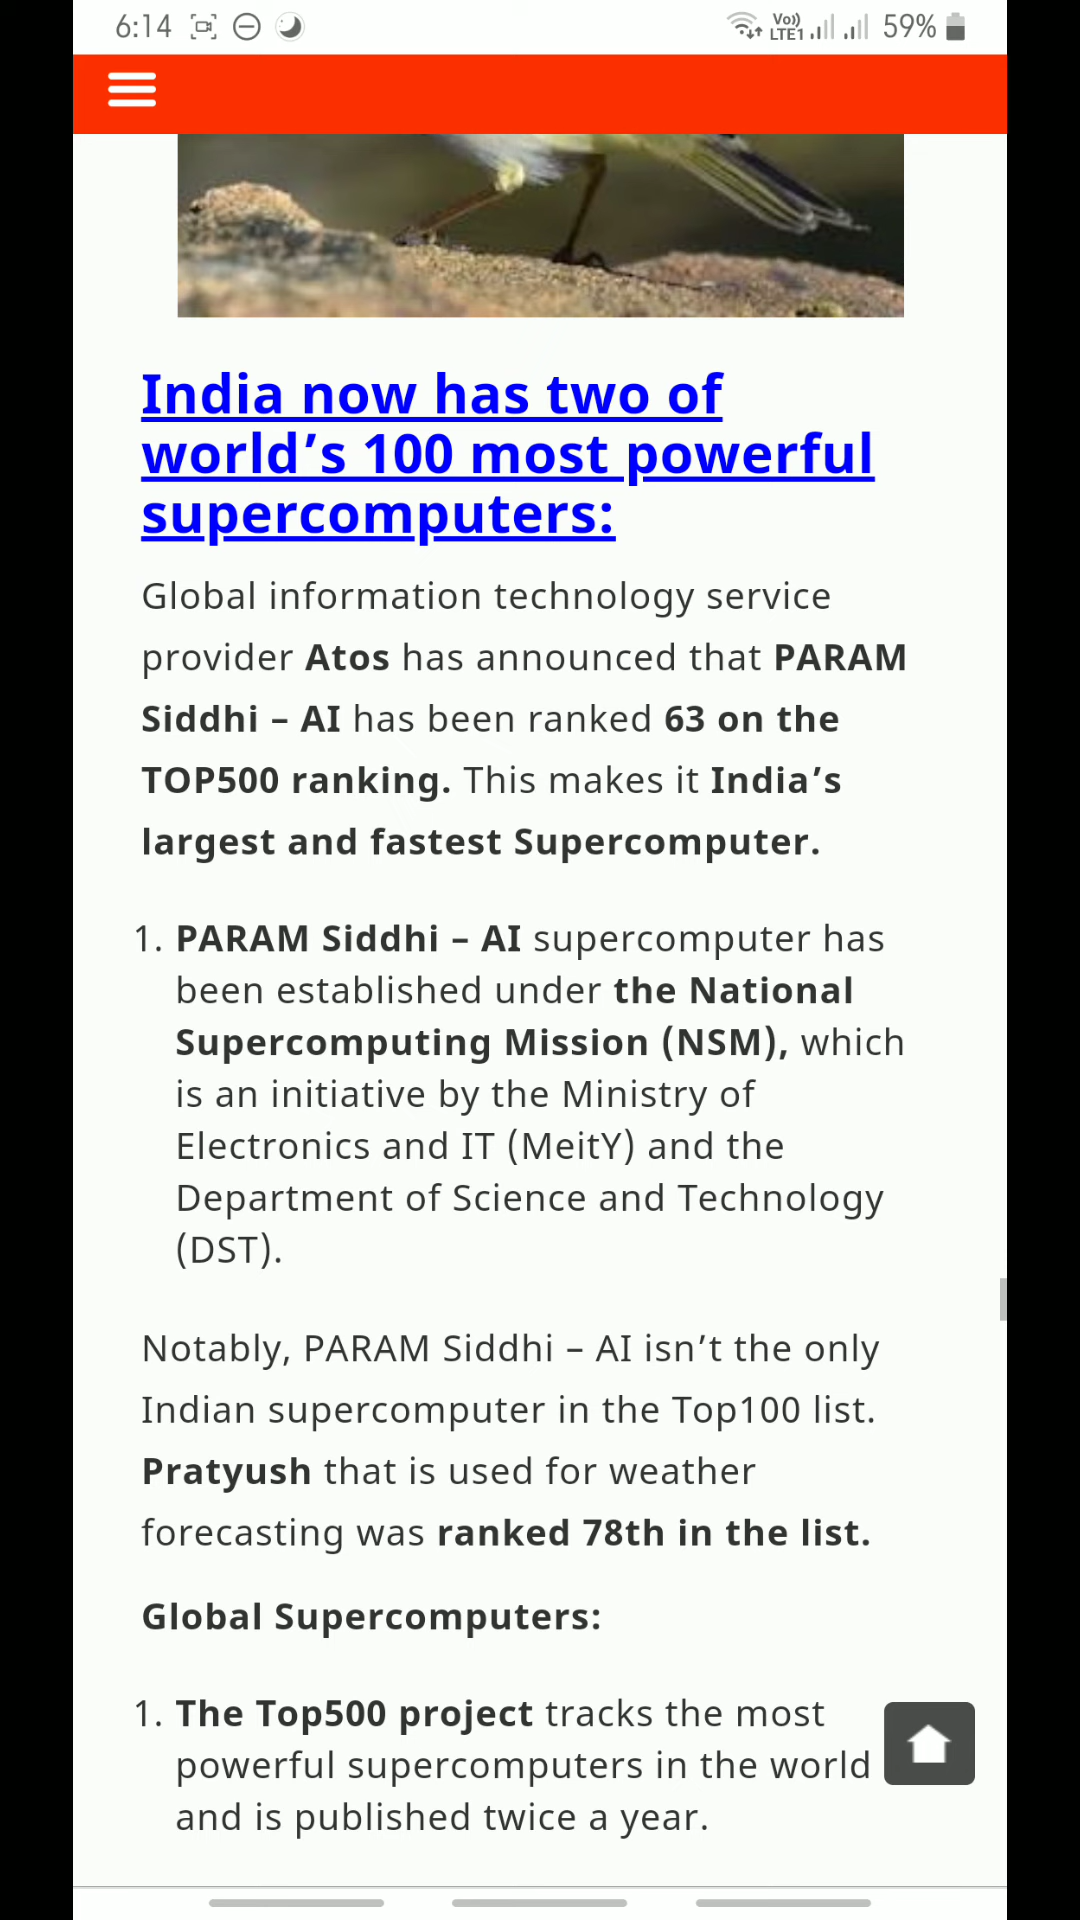 6:14
Vo)) LTE1 59%
India now has two of
world’s 100 most powerful
supercomputers:
Global information technology service
provider Atos has announced that PARAM
Siddhi – AI has been ranked 63 on the
TOP500 ranking. This makes it India’s
largest and fastest Supercomputer.
1. PARAM Siddhi – AI supercomputer has
been established under the National
Supercomputing Mission (NSM), which
is an initiative by the Ministry of
Electronics and IT (MeitY) and the
Department of Science and Technology
(DST).
Notably, PARAM Siddhi – AI isn’t the only
Indian supercomputer in the Top100 list.
Pratyush that is used for weather
forecasting was ranked 78th in the list.
Global Supercomputers:
1. The Top500 project tracks the most
powerful supercomputers in the world
and is published twice a year.